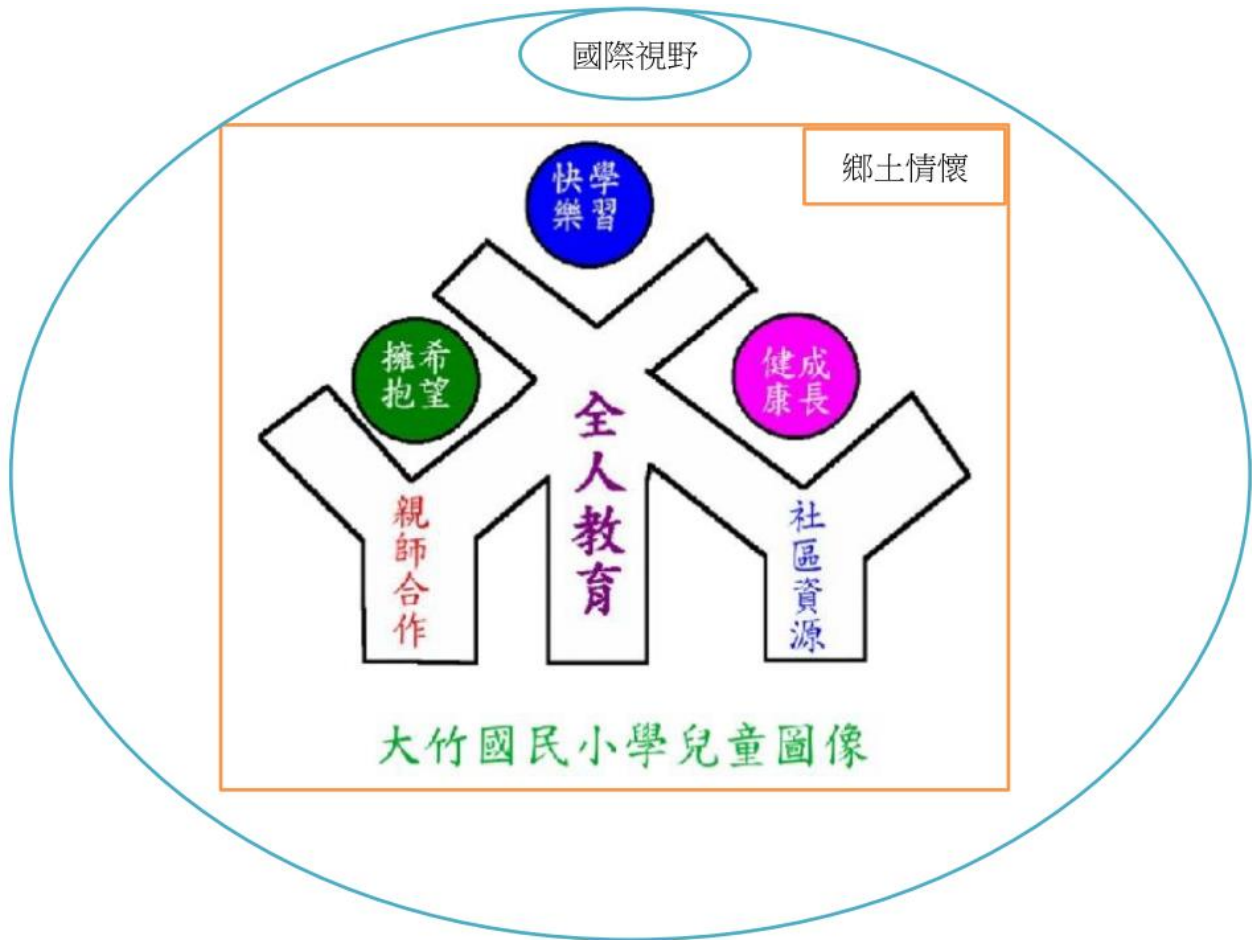 國際視野
鄉土情懷
快樂
學習
擁抱
希望
健康
成長
全人教育
親師合作
社區資源
大竹國民小學兒童圖像